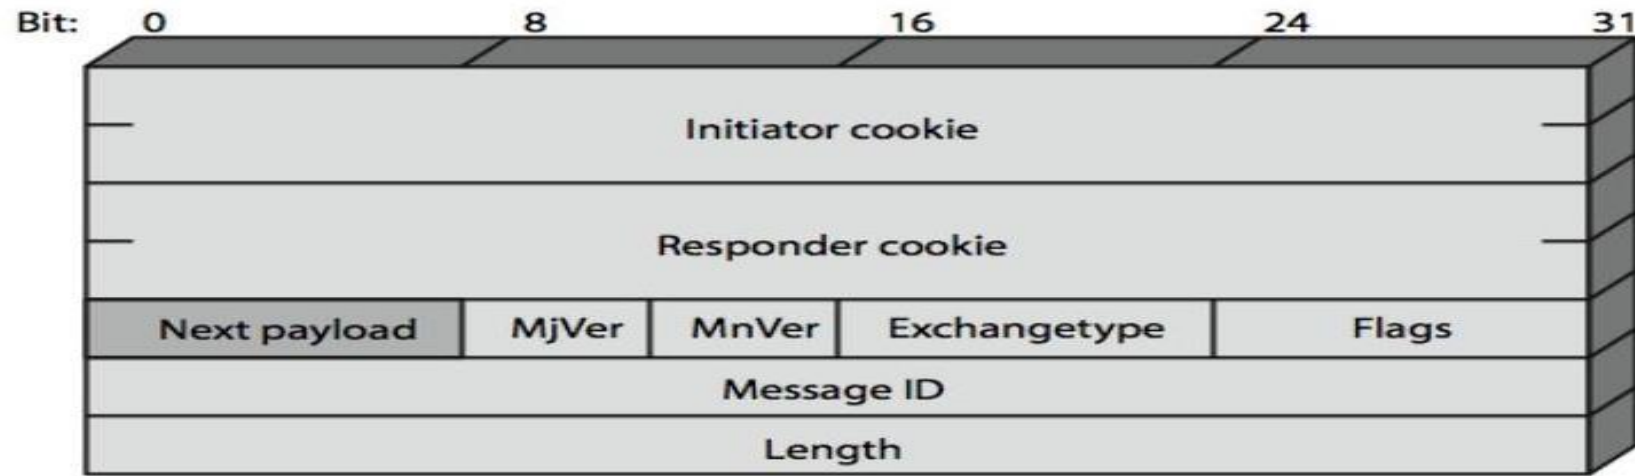 Bit: 0 8 16 24 31
Initiator cookie
Responder cookie
Next payload MjVer MnVer Exchangetype Flags
Message ID
Length